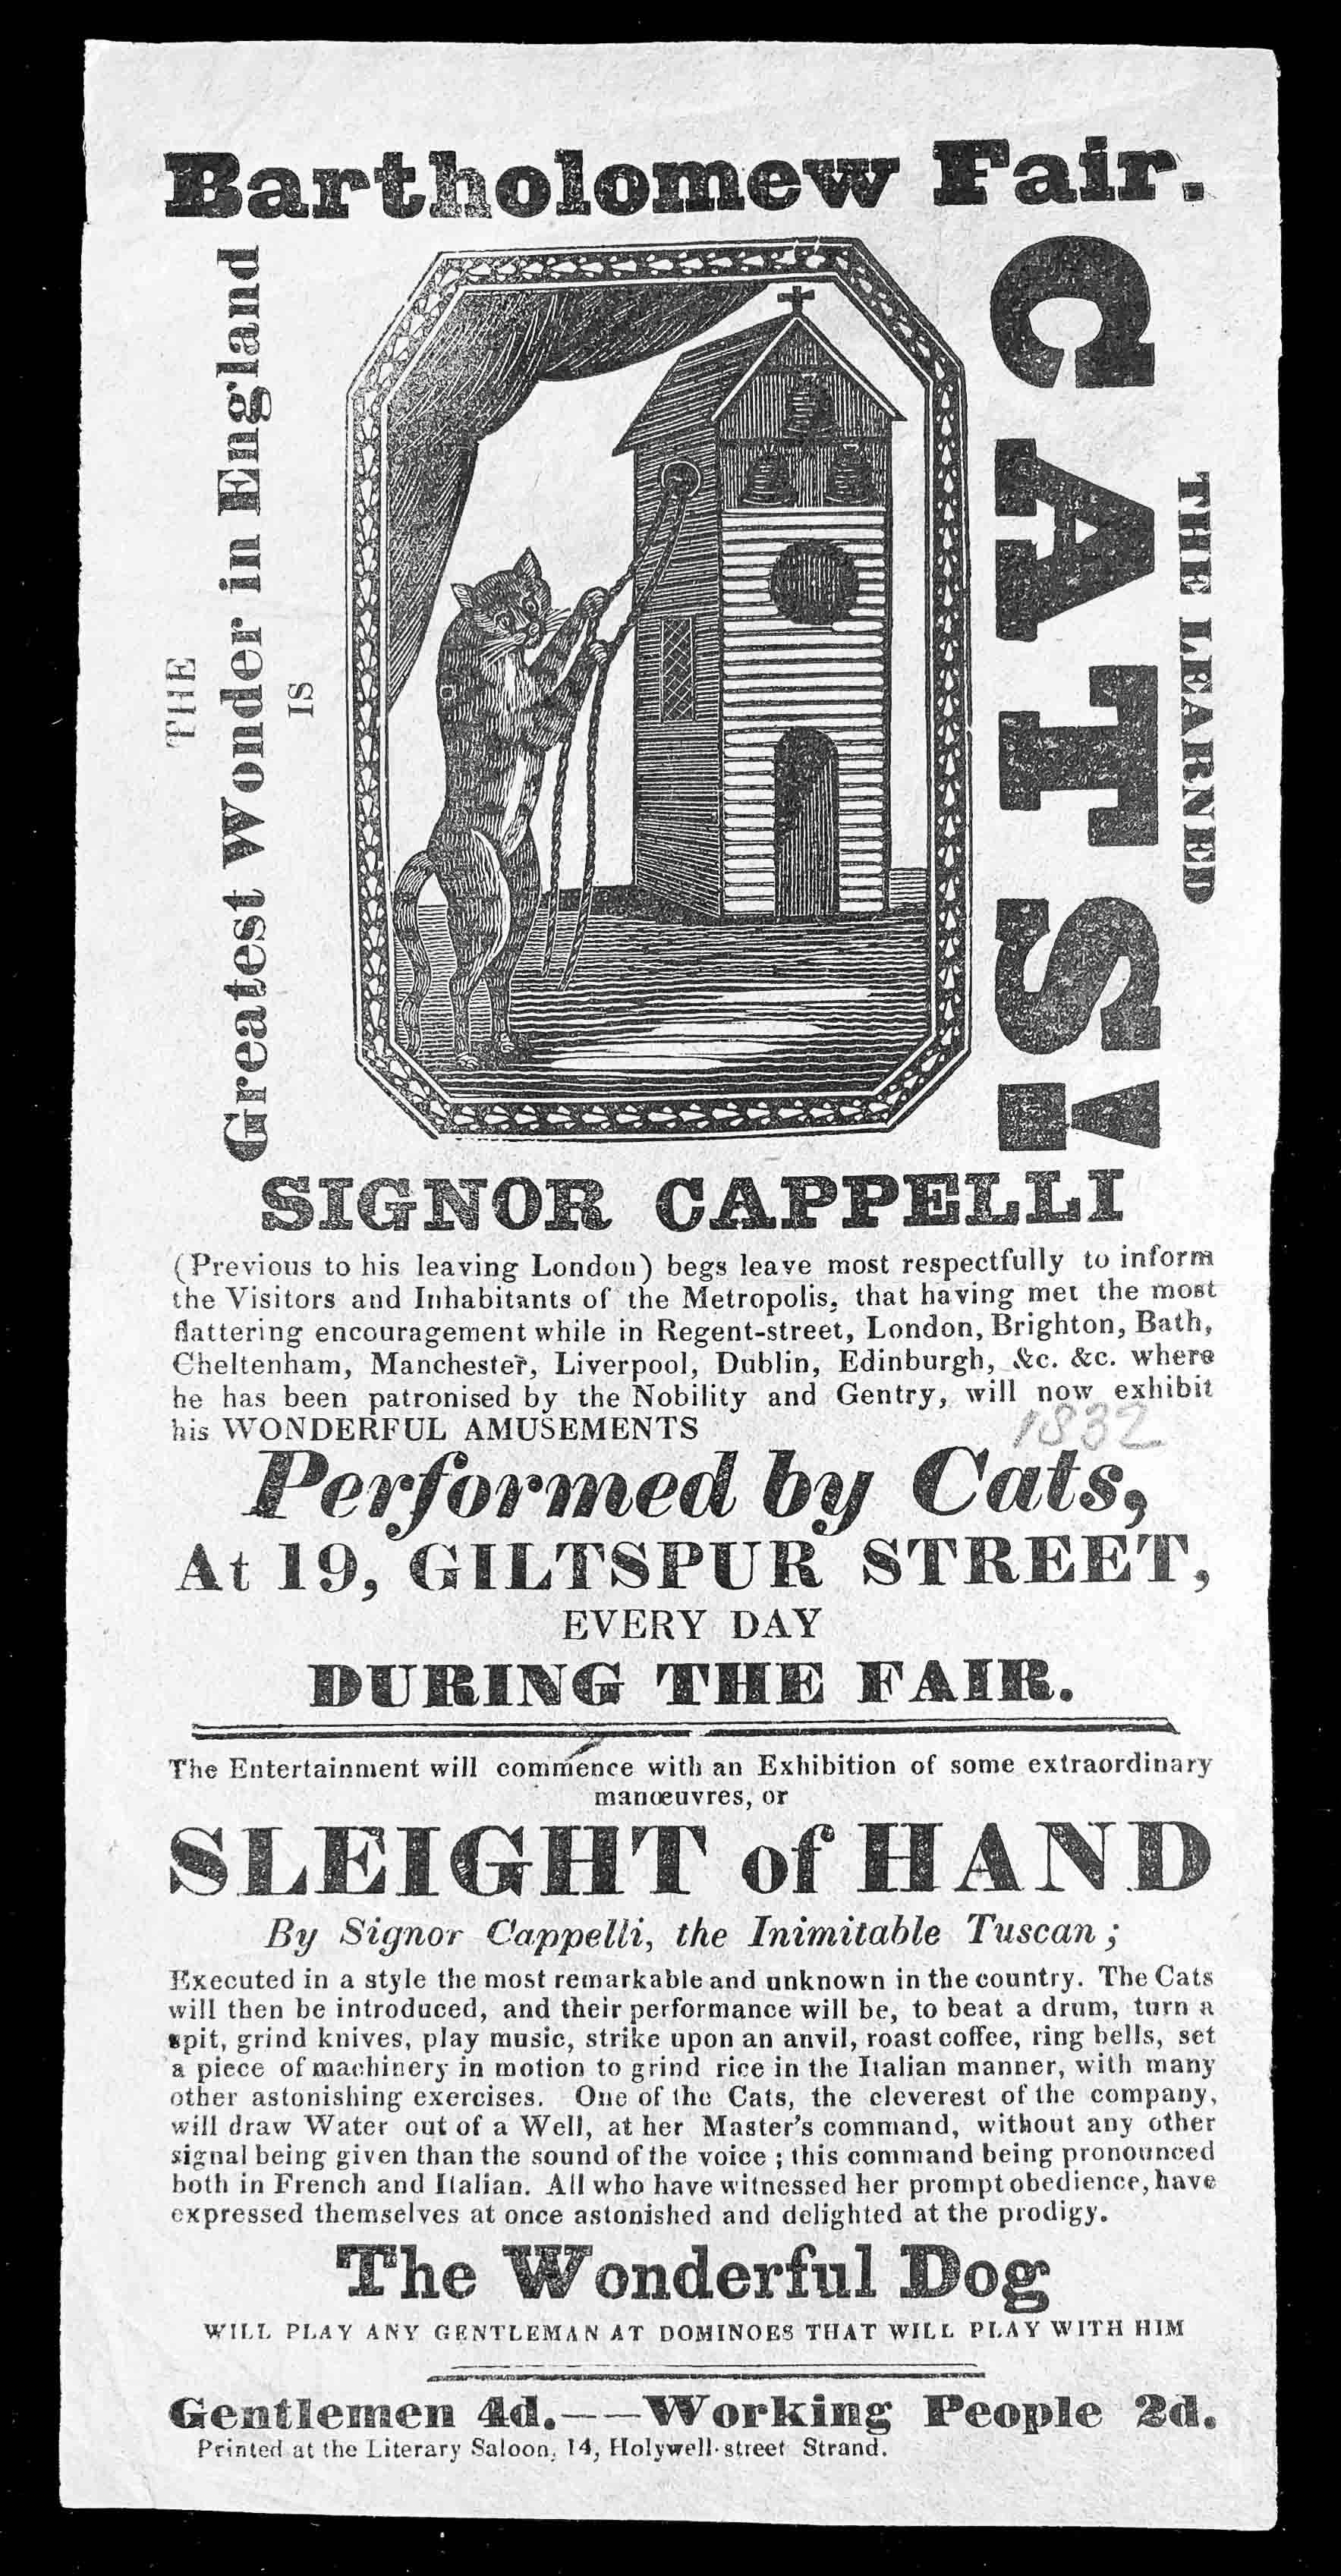 Bartholomew Fair.
THE
Greatest Wonder in England
IS
THE LEARNED
CATS!
SIGNOR CAPPELLI
(Previous to his leaving London) begs leave most respectfully to inform
the Visitors and Inhabitants of the Metropolis, that having met the most
flattering encouragement while in Regent-street, London, Brighton, Bath,
Cheltenham, Manchester, Liverpool, Dublin, Edinburgh, &c. &c. where
he has been patronised by the Nobility and Gentry, will now exhibit
his WONDERFUL AMUSEMENTS
1832
Performed by Cats,
At 19, GILTSPUR STREET,
EVERY DAY
DURING THE FAIR.
The Entertainment will commence with an Exhibition of some extraordinary
manœuvres, or
SLEIGHT of HAND
By Signor Cappelli, the Inimitable Tuscan ;
Executed in a style the most remarkable and unknown in the country. The Cats
will then be introduced, and their performance will be, to beat a drum, turn a
spit, grind knives, play music, strike upon an anvil, roast coffee, ring bells, set
a piece of machinery in motion to grind rice in the Italian manner, with many
other astonishing exercises. One of the Cats, the cleverest of the company,
will draw Water out of a Well, at her Master's command, without any other
signal being given than the sound of the voice ; this command being pronounced
both in French and Italian. All who have witnessed her prompt obedience, have
expressed themselves at once astonished and delighted at the prodigy.
The Wonderful Dog
WILL PLAY ANY GENTLEMAN AT DOMINOES THAT WILL PLAY WITH HIM
Gentlemen 4d.——Working People 2d.
Printed at the Literary Saloon, 14, Holywell-street Strand.